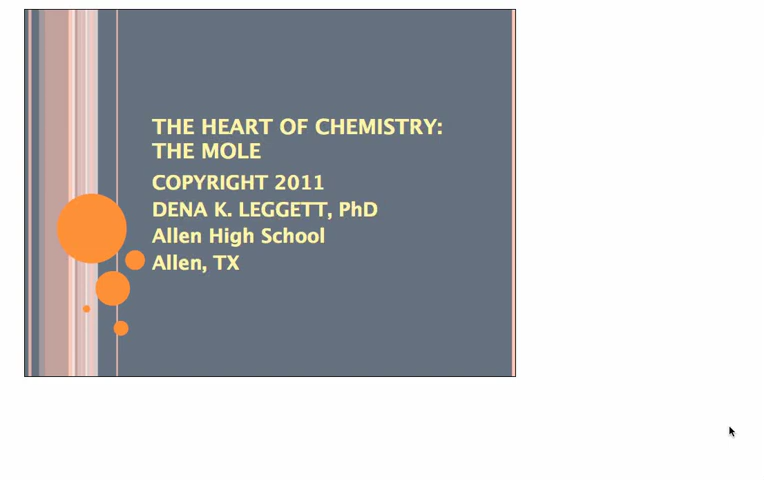 THE HEART OF CHEMISTRY:
THE MOLE
COPYRIGHT 2011
DENA K. LEGGETT, PhD
Allen High School
Allen, TX